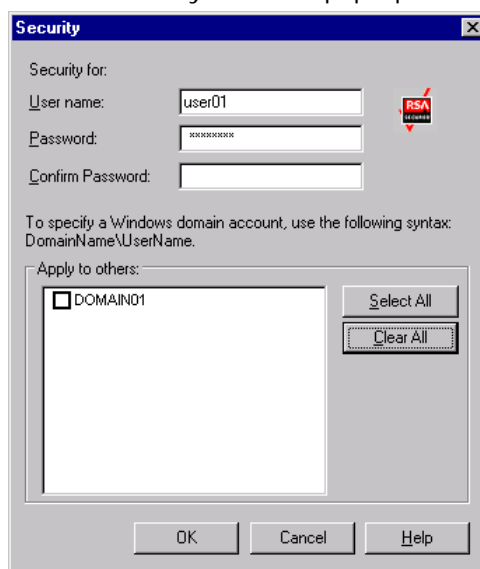 Security
Security for:
User name: user01
RSA
SECURED
Password: ××××××××
Confirm Password:
To specify a Windows domain account, use the following syntax:
DomainName\UserName.
Apply to others:
DOMAIN01
Select All
Clear All
OK Cancel Help